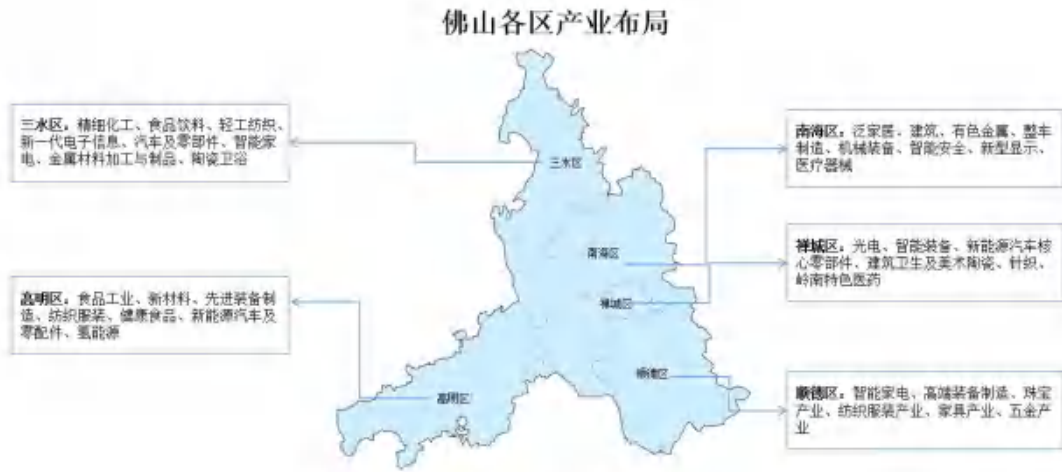 佛山各区产业布局
三水区：精细化工、食品饮料、轻工纺织、
新一代电子信息、汽车及零部件、智能家
电、金属材料加工与制品、陶瓷卫浴
南海区：泛家居、建筑、有色金属、整车
制造、机械装备、智能安全、新型显示、
医疗器械
三水区
南海区
禅城区：光电、智能装备、新能源汽车核
心零部件、建筑卫生及美术陶瓷、针织、
岭南特色医药
高明区：食品工业、新材料、先进装备制
造、纺织服装、健康食品、新能源汽车及
零配件、氢能源
禅城区
顺德区
高明区
顺德区：智能家电、高端装备制造、珠宝
产业、纺织服装产业、家具产业、五金产
业